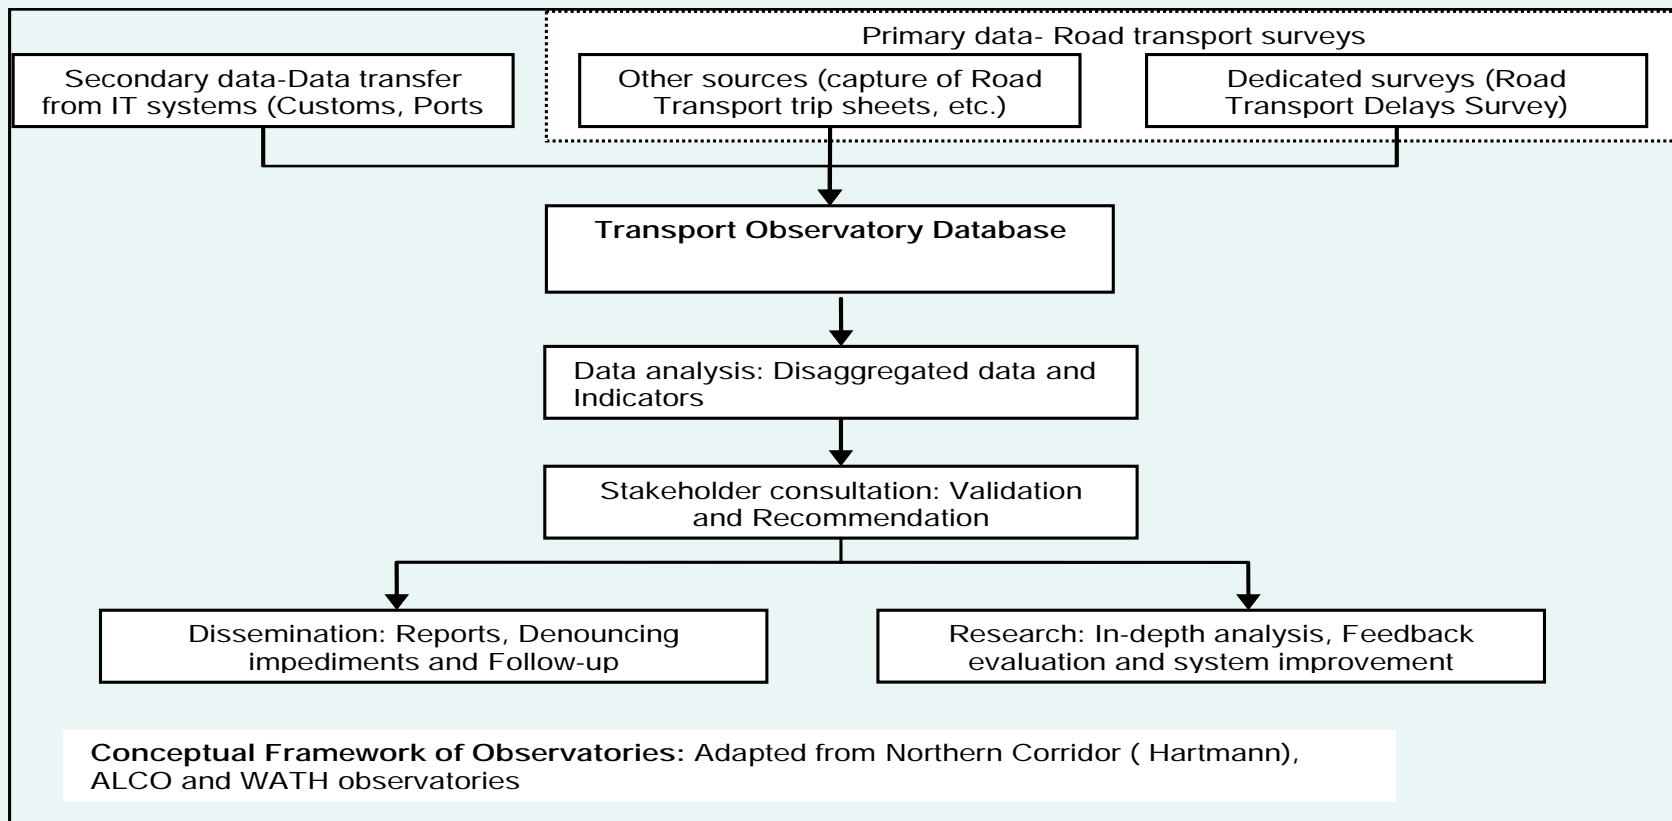 Primary data- Road transport surveys
Secondary data-Data transfer
from IT systems (Customs, Ports
Other sources (capture of Road
Transport trip sheets, etc.)
Dedicated surveys (Road
Transport Delays Survey)
Transport Observatory Database
Data analysis: Disaggregated data and
Indicators
Stakeholder consultation: Validation
and Recommendation
Dissemination: Reports, Denouncing
impediments and Follow-up
Research: In-depth analysis, Feedback
evaluation and system improvement
Conceptual Framework of Observatories: Adapted from Northern Corridor ( Hartmann),
ALCO and WATH observatories